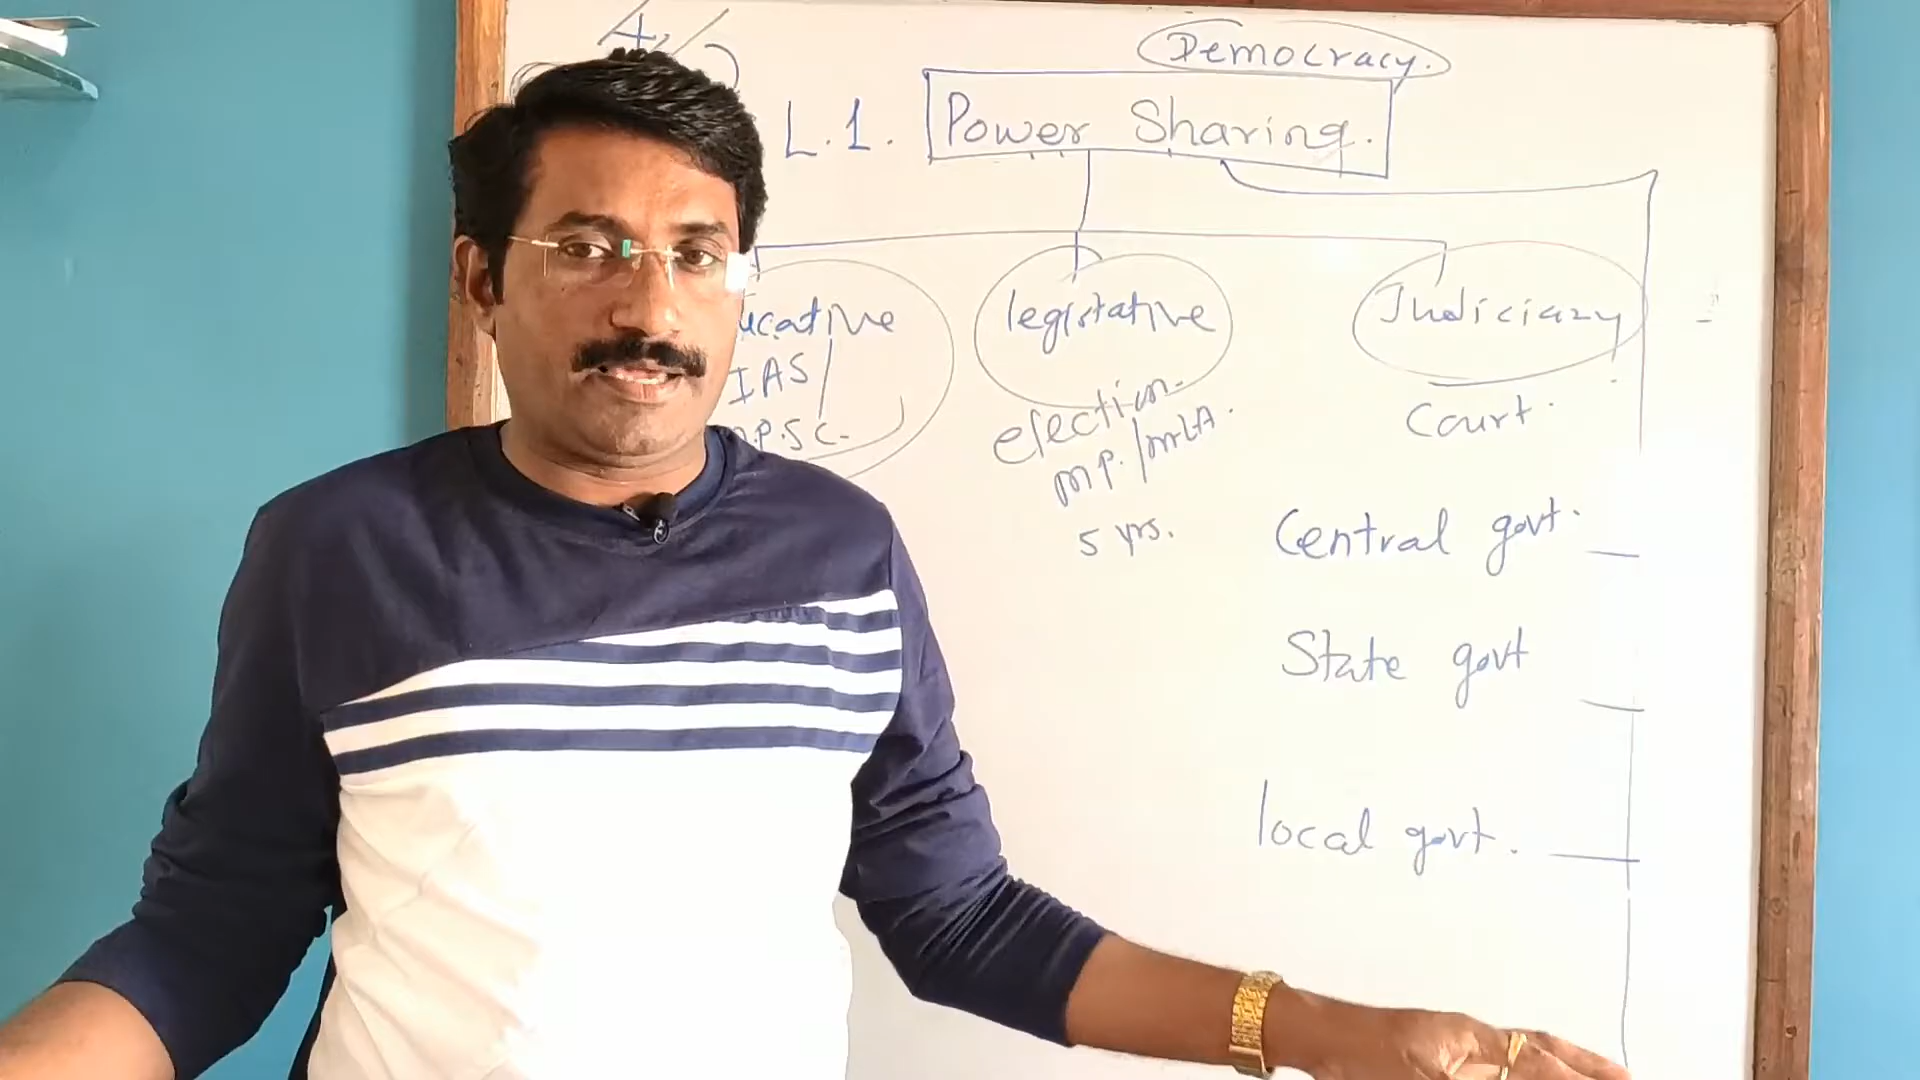 Democracy.
L.1. Power Sharing.
ucative legistative Judiciary
IAS
P.S C.
election
MP./MLA.
5 yrs.
Court.
Central govt.
State govt
local govt.